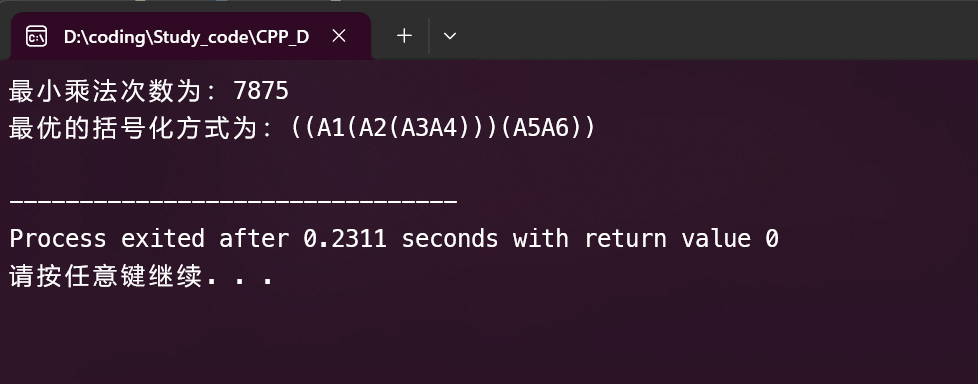 D:\coding\Study_code\CPP_D
最小乘法次数为: 7875
最优的括号化方式为: ((A1(A2(A3A4)))(A5A6))
--------------------------------
Process exited after 0.2311 seconds with return value 0
请按任意键继续. . .